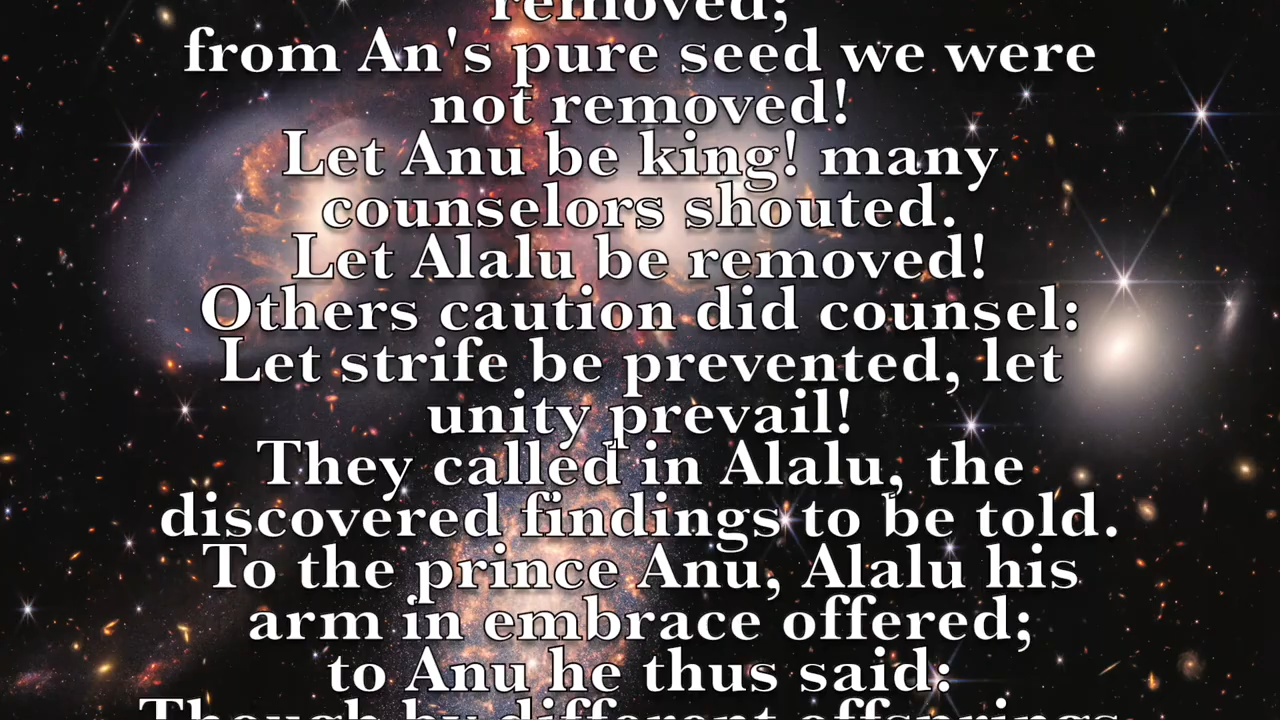 removed;
from An's pure seed we were
not removed!
Let Anu be king! many
counselors shouted.
Let Alalu be removed!
Others caution did counsel:
Let strife be prevented, let
unity prevail!
They called in Alalu, the
discovered findings to be told.
To the prince Anu, Alalu his
arm in embrace offered;
to Anu he thus said:
Though by different offsprings